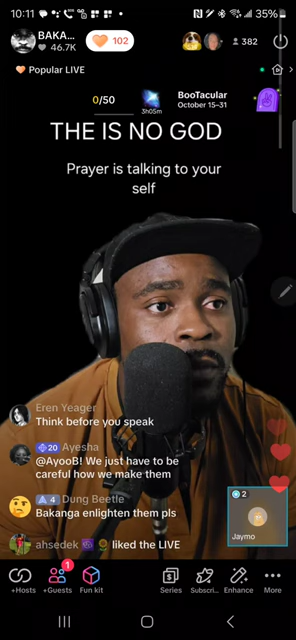 10:11
35%
BAKA...
46.7K
102
382
Popular LIVE
0/50
3h05m
BooTacular
October 15–31
THE IS NO GOD
Prayer is talking to your
self
Eren Yeager
Think before you speak
20 Ayesha
@AyooB! We just have to be
careful how we make them
4 Dung Beetle
Bakanga enlighten them pls
ahsedek liked the LIVE
2
Jaymo
1
+Hosts
+Guests
Fun kit
Series
Subscri...
Enhance
More